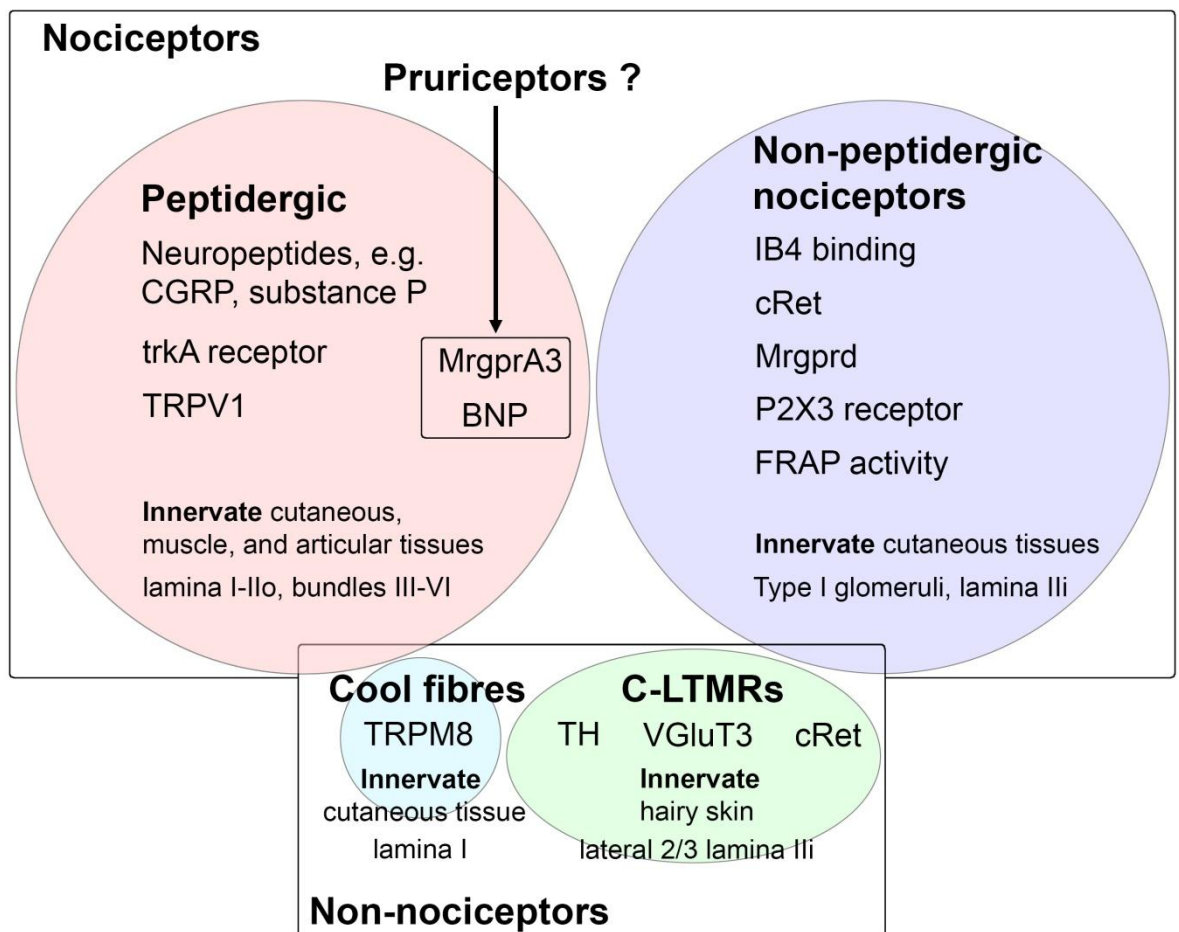 Nociceptors
Pruriceptors ?
Peptidergic
Neuropeptides, e.g.
CGRP, substance P
trkA receptor
TRPV1
MrgprA3
BNP
Innervate cutaneous,
muscle, and articular tissues
lamina I-IIo, bundles III-VI
Non-peptidergic
nociceptors
IB4 binding
cRet
Mrgprd
P2X3 receptor
FRAP activity
Innervate cutaneous tissues
Type I glomeruli, lamina IIi
Cool fibres
TRPM8
Innervate
cutaneous tissue
lamina I
C-LTMRs
TH VGluT3 cRet
Innervate
hairy skin
lateral 2/3 lamina IIi
Non-nociceptors